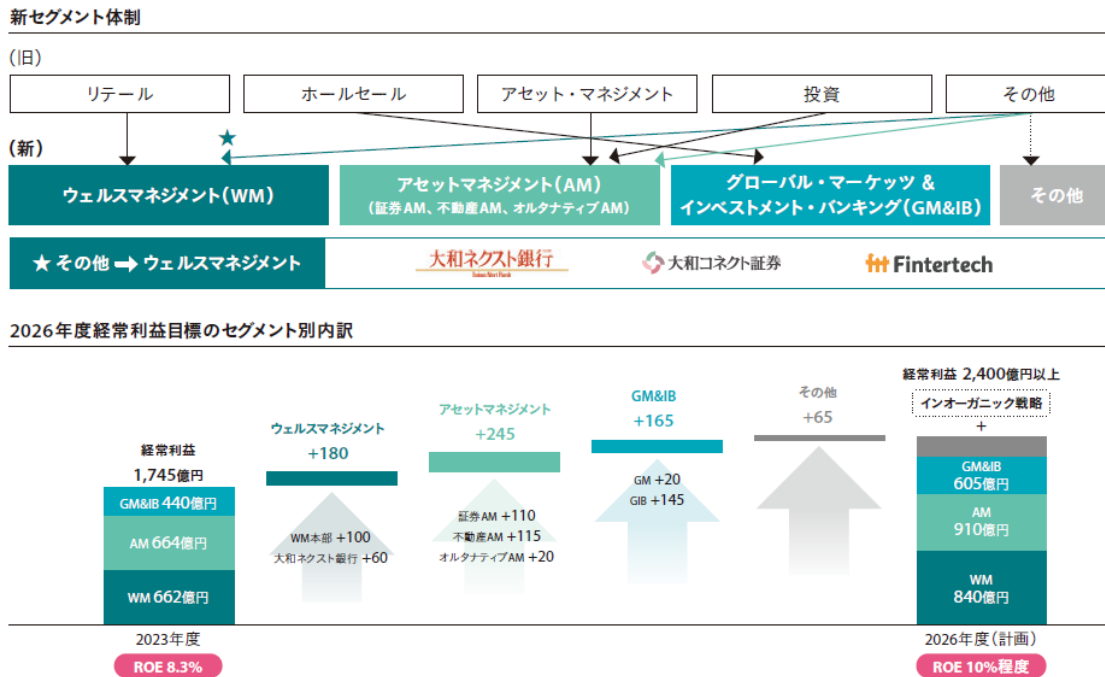 新セグメント体制
（旧）
リテール
ホールセール
アセット・マネジメント
投資
その他
（新）
★
ウェルスマネジメント（WM）
アセットマネジメント（AM）
（証券AM、不動産AM、オルタナティブAM）
グローバル・マーケッツ &
インベストメント・バンキング（GM&IB）
その他
★ その他 ➡ ウェルスマネジメント
大和ネクスト銀行
Daiwa Next Bank
大和コネクト証券
Fintertech
2026年度経常利益目標のセグメント別内訳
経常利益
1,745億円
GM&IB 440億円
AM 664億円
WM 662億円
2023年度
ROE 8.3%
ウェルスマネジメント
+180
WM本部 +100
大和ネクスト銀行 +60
アセットマネジメント
+245
証券AM +110
不動産AM +115
オルタナティブAM +20
GM&IB
+165
GM +20
GIB +145
その他
+65
経常利益 2,400億円以上
インオーガニック戦略
+
GM&IB
605億円
AM
910億円
WM
840億円
2026年度（計画）
ROE 10%程度